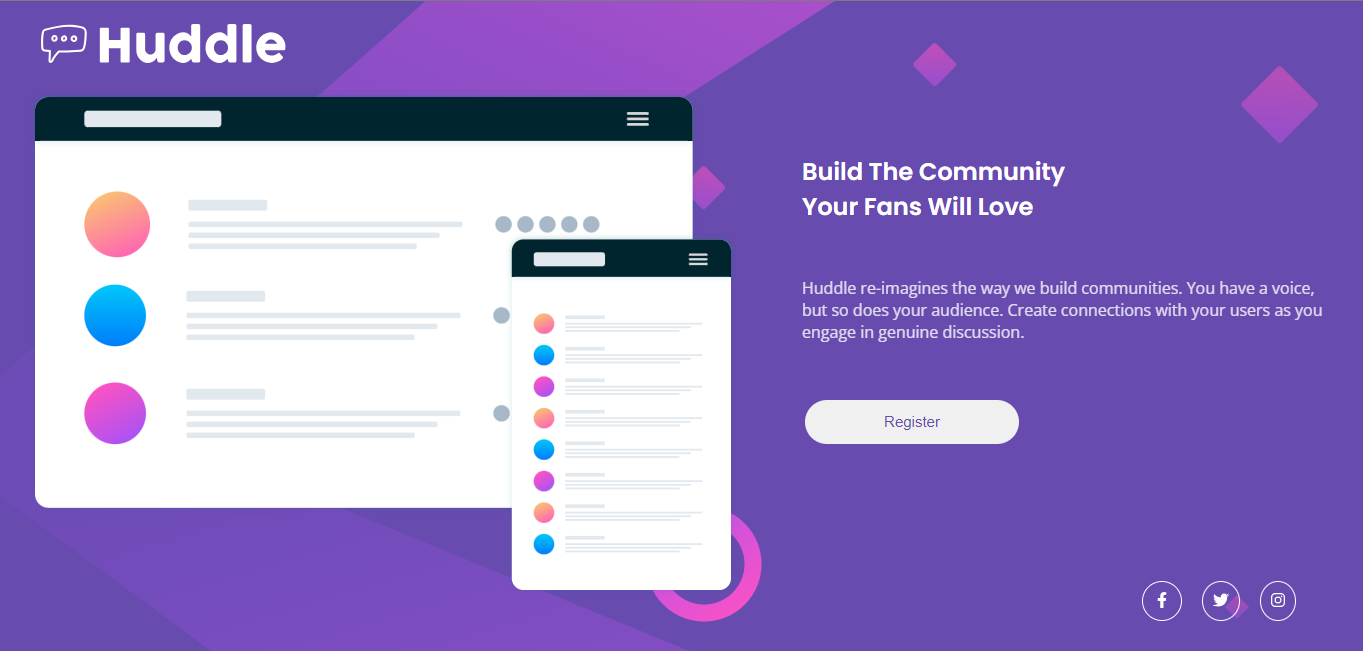 Huddle
Build The Community
Your Fans Will Love
Huddle re-imagines the way we build communities. You have a voice,
but so does your audience. Create connections with your users as you
engage in genuine discussion.
Register